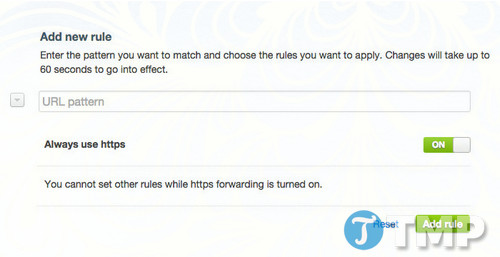 Add new rule
Enter the pattern you want to match and choose the rules you want to apply. Changes will take up to
60 seconds to go into effect.
URL pattern
Always use https
ON
You cannot set other rules while https forwarding is turned on.
Reset
Add rule
TMP